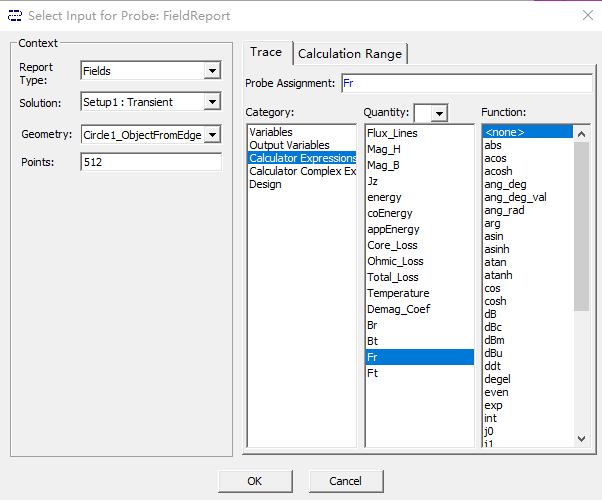 Select Input for Probe: FieldReport
Context
Report Type:
Fields
Solution:
Setup1 : Transient
Geometry:
Circle1_ObjectFromEdge
Points:
512
Trace
Calculation Range
Probe Assignment:
Fr
Category:
Variables
Output Variables
Calculator Expressions
Calculator Complex Ex
Design
Quantity:
Flux_Lines
Mag_H
Mag_B
Jz
energy
coEnergy
appEnergy
Core_Loss
Ohmic_Loss
Total_Loss
Temperature
Demag_Coef
Br
Bt
Fr
Ft
Function:
<none>
abs
acos
acosh
ang_deg
ang_deg_val
ang_rad
arg
asin
asinh
atan
atanh
cos
cosh
dB
dBc
dBm
dBu
ddt
degel
even
exp
int
j0
j1
OK
Cancel